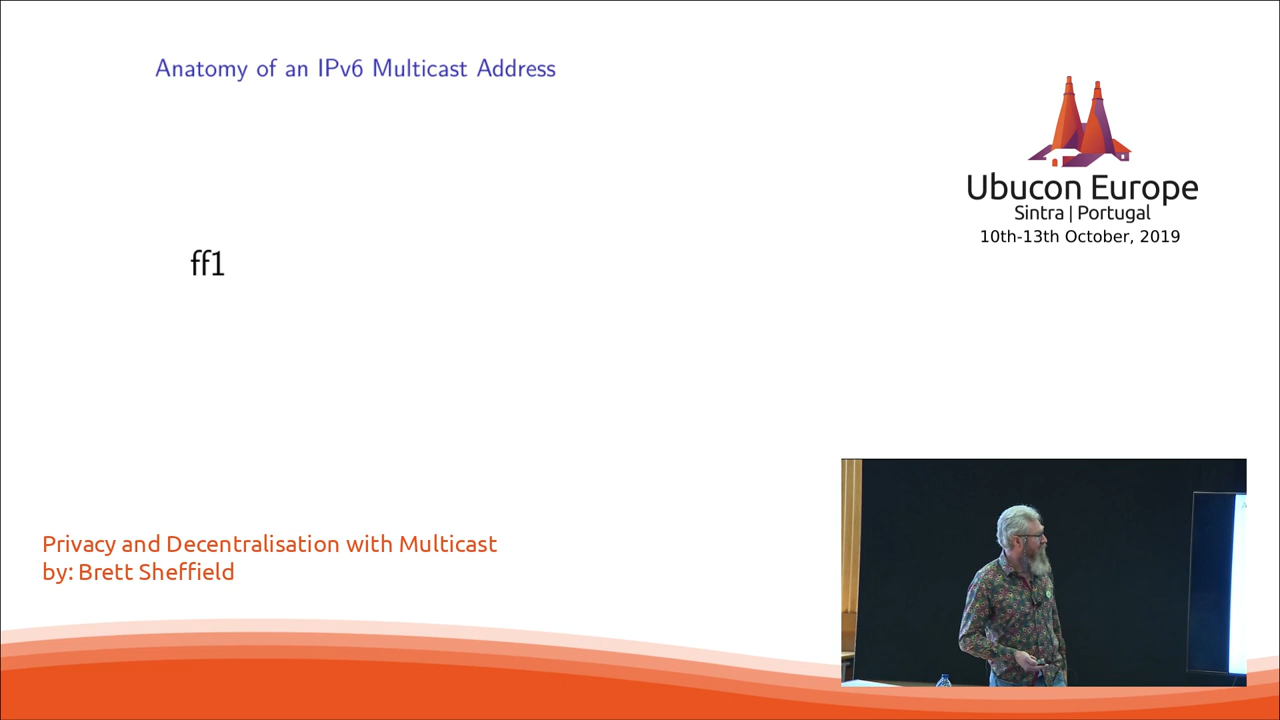 Anatomy of an IPv6 Multicast Address
Ubucon Europe
Sintra | Portugal
10th-13th October, 2019
ff1
Privacy and Decentralisation with Multicast
by: Brett Sheffield